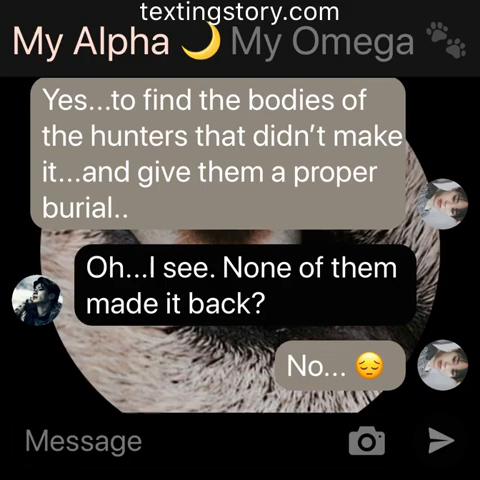 textingstory.com
My Alpha 🌙 My Omega 🐾
Yes...to find the bodies of
the hunters that didn't make
it...and give them a proper
burial..
Oh...I see. None of them
made it back?
No... 😔
Message